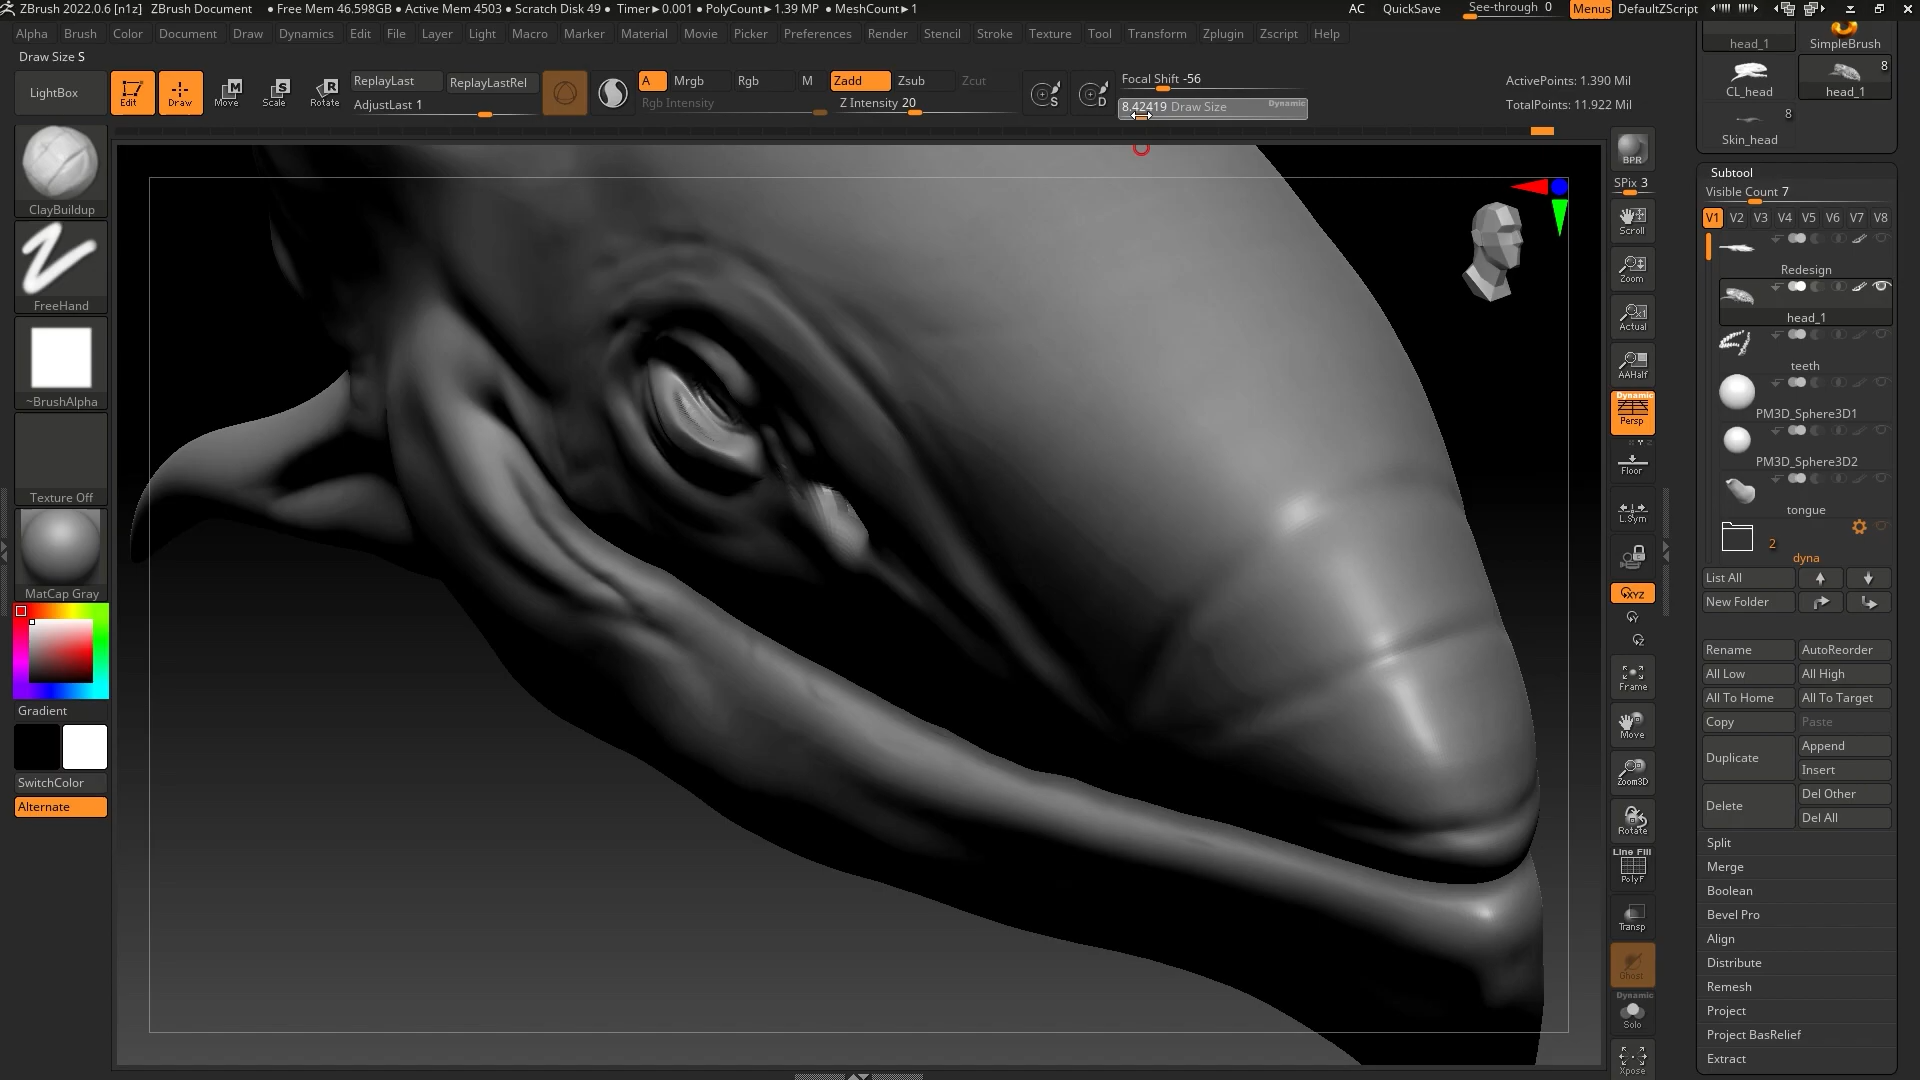 ZBrush 2022.0.6 [n1z] ZBrush Document ● Free Mem 46.598GB ● Active Mem 4503 ● Scratch Disk 49 ● Timer►0.001 ● PolyCount►1.39 MP ● MeshCount►1 AC QuickSave See-through 0 Menus DefaultZScript
Alpha Brush Color Document Draw Dynamics Edit File Layer Light Macro Marker Material Movie Picker Preferences Render Stencil Stroke Texture Tool Transform Zplugin Zscript Help
Draw Size S
LightBox
Edit Draw Move Scale Rotate
ReplayLast ReplayLastRel
AdjustLast 1
A Mrgb Rgb M Zadd Zsub Zcut
Rgb Intensity Z Intensity 20
S D
Focal Shift -56
8.42419 Draw Size Dynamic
ActivePoints: 1.390 Mil
TotalPoints: 11.922 Mil
ClayBuildup
FreeHand
~BrushAlpha
Texture Off
MatCap Gray
Gradient
SwitchColor
Alternate
BPR
SPix 3
Scroll
Zoom
Actual
AAHalf
Dynamic
Persp
Floor
L.Sym
XYZ
Y
Z
Frame
Move
Zoom3D
Rotate
Line Fill
PolyF
Transp
Ghost
Dynamic
Solo
Xpose
head_1 SimpleBrush
8
CL_head head_1
8
Skin_head
Subtool
Visible Count 7
V1 V2 V3 V4 V5 V6 V7 V8
Redesign
head_1
teeth
PM3D_Sphere3D1
PM3D_Sphere3D2
tongue
2
dyna
List All
New Folder
Rename AutoReorder
All Low All High
All To Home All To Target
Copy Paste
Duplicate Append
Insert
Delete Del Other
Del All
Split
Merge
Boolean
Bevel Pro
Align
Distribute
Remesh
Project
Project BasRelief
Extract